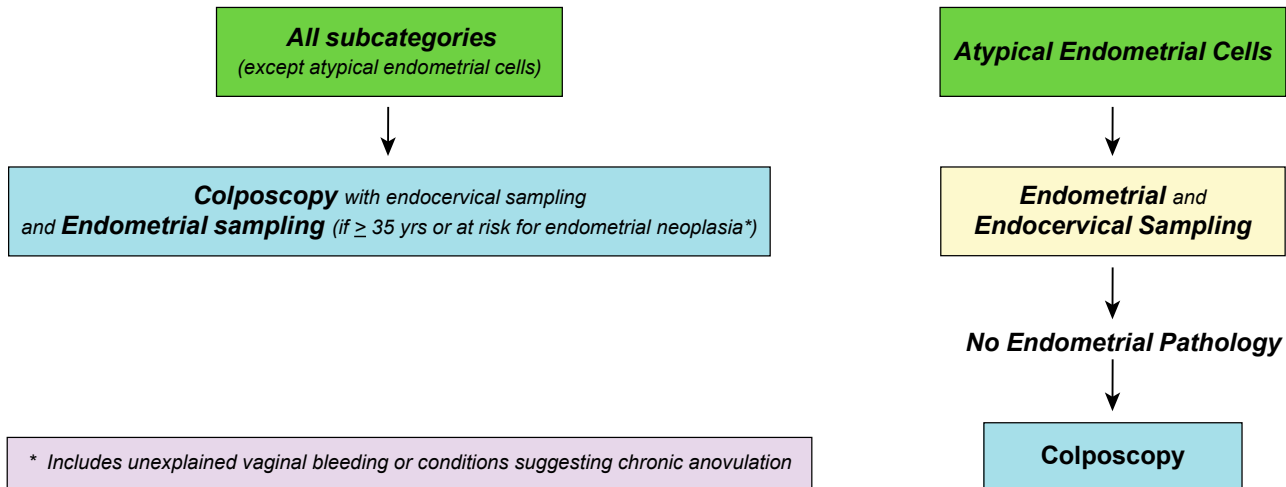 All subcategories
(except atypical endometrial cells)
Colposcopy with endocervical sampling
and Endometrial sampling (if ≥ 35 yrs or at risk for endometrial neoplasia*)
* Includes unexplained vaginal bleeding or conditions suggesting chronic anovulation
Atypical Endometrial Cells
Endometrial and
Endocervical Sampling
No Endometrial Pathology
Colposcopy